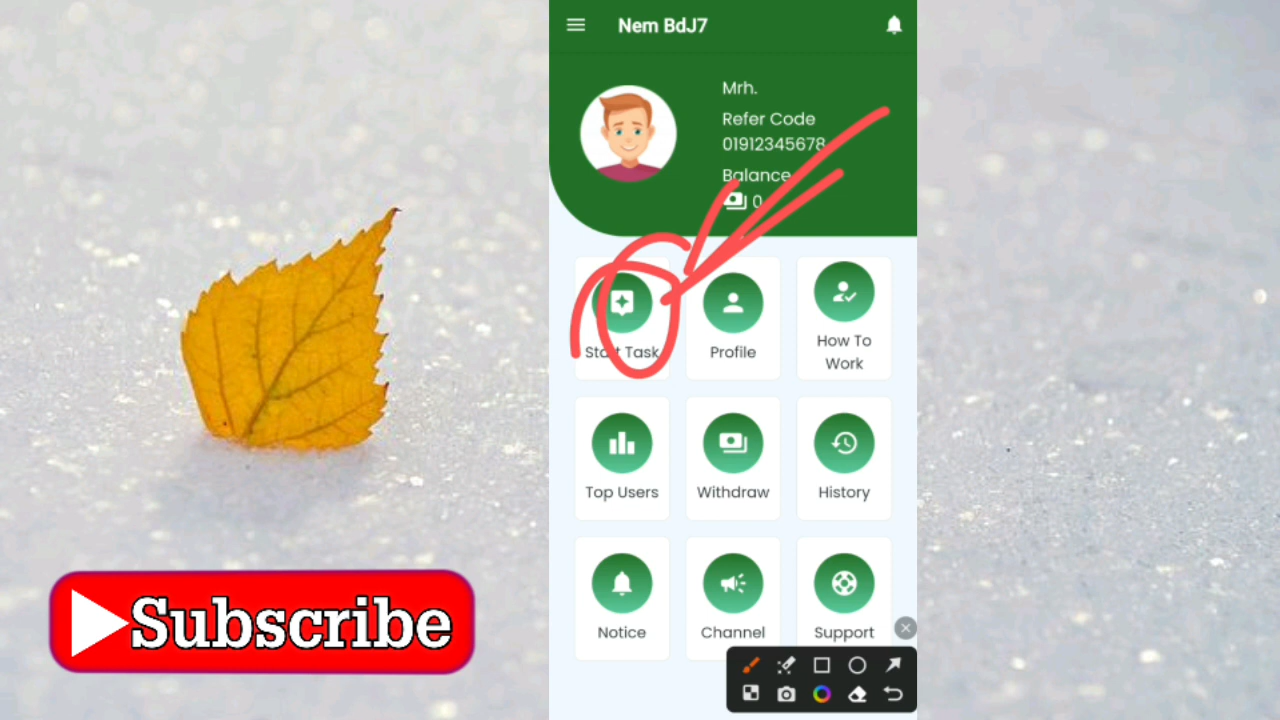 Nem BdJ7
Mrh.
Refer Code
01912345678
Balance
0
Start Task
Profile
How To
Work
Top Users
Withdraw
History
Notice
Channel
Support
Subscribe